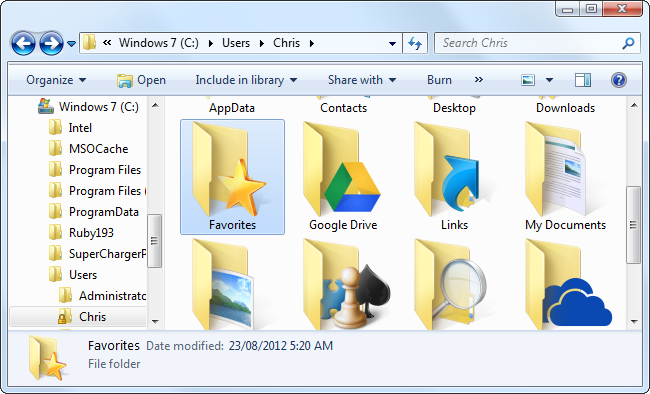 « Windows 7 (C:) ▸ Users ▸ Chris ▸
Search Chris
Organize ▾ Open Include in library ▾ Share with ▾ Burn »
Windows 7 (C:)
Intel
MSOCache
Program Files
Program Files (
ProgramData
Ruby193
SuperChargerP
Users
Administrato
Chris
AppData Contacts Desktop Downloads
Favorites Google Drive Links My Documents
Favorites Date modified: 23/08/2012 5:20 AM
File folder